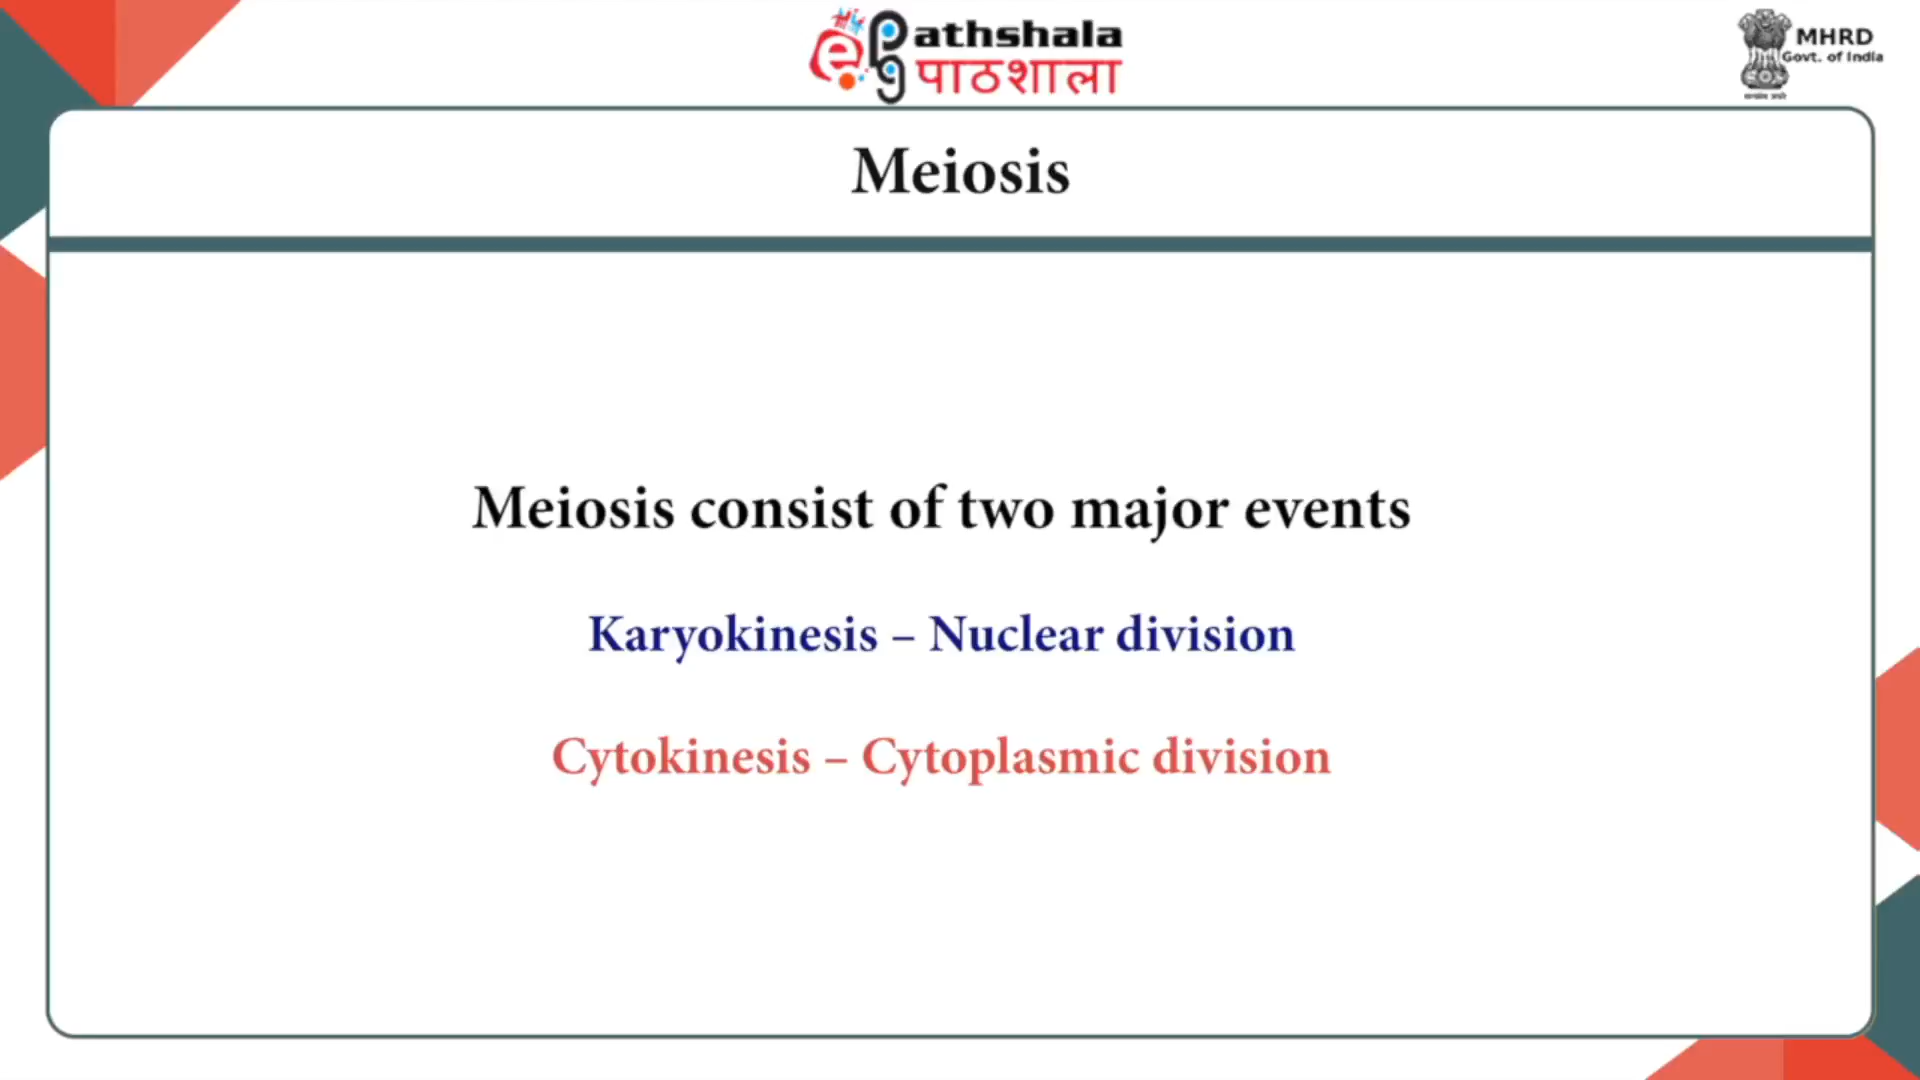 ePG Pathshala
पाठशाला
MHRD
Govt. of India
Meiosis
Meiosis consist of two major events
Karyokinesis – Nuclear division
Cytokinesis – Cytoplasmic division